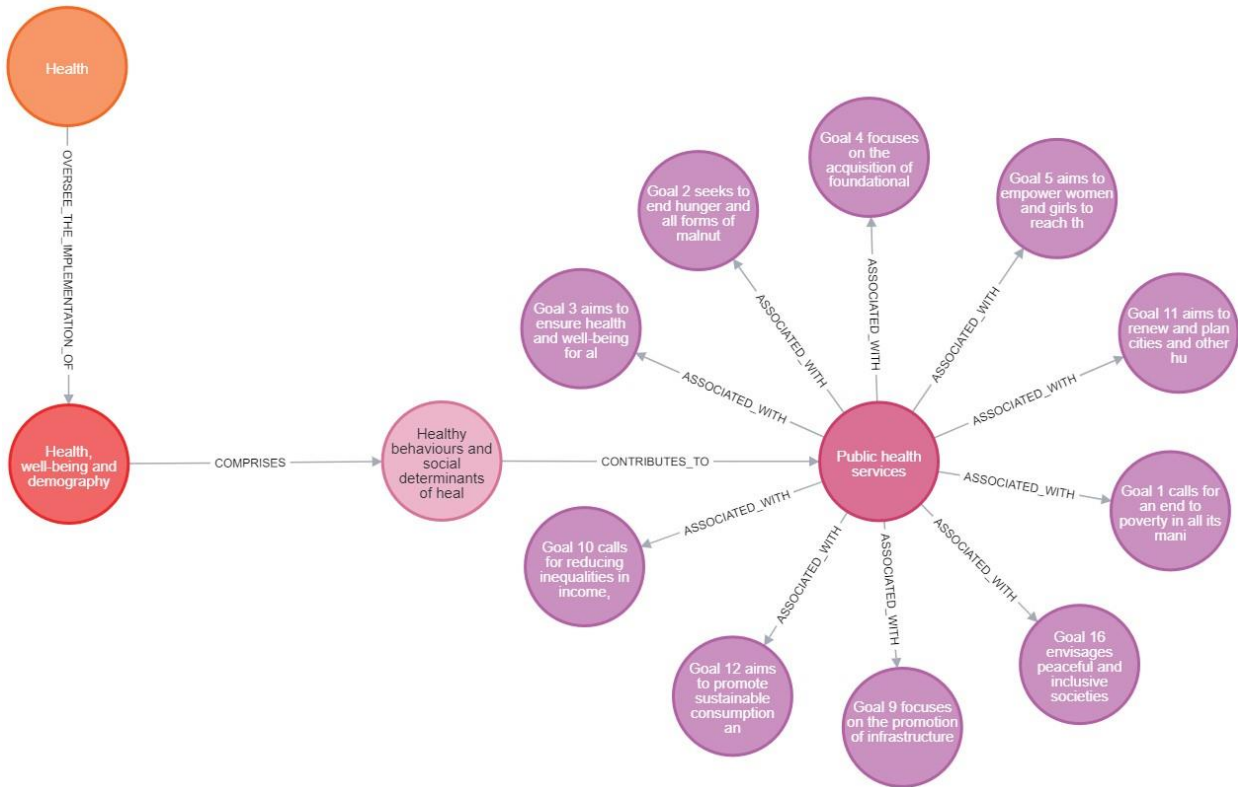 Health
OVERSEE_THE_IMPLEMENTATION_OF
Health,
well-being and
demography
COMPRISES
Healthy
behaviours and
social
determinants
of heal
CONTRIBUTES_TO
Public health
services
ASSOCIATED_WITH
Goal 4 focuses
on the
acquisition of
foundational
ASSOCIATED_WITH
Goal 5 aims to
empower women
and girls to
reach th
ASSOCIATED_WITH
Goal 11 aims to
renew and plan
cities and other
hu
ASSOCIATED_WITH
Goal 1 calls for
an end to
poverty in all its
mani
ASSOCIATED_WITH
Goal 16
envisages
peaceful and
inclusive
societies
ASSOCIATED_WITH
Goal 9 focuses
on the promotion
of infrastructure
ASSOCIATED_WITH
Goal 12 aims
to promote
sustainable
consumption
an
ASSOCIATED_WITH
Goal 10 calls
for reducing
inequalities in
income,
ASSOCIATED_WITH
Goal 3 aims to
ensure health
and well-being
for al
ASSOCIATED_WITH
Goal 2 seeks to
end hunger and
all forms of
malnut